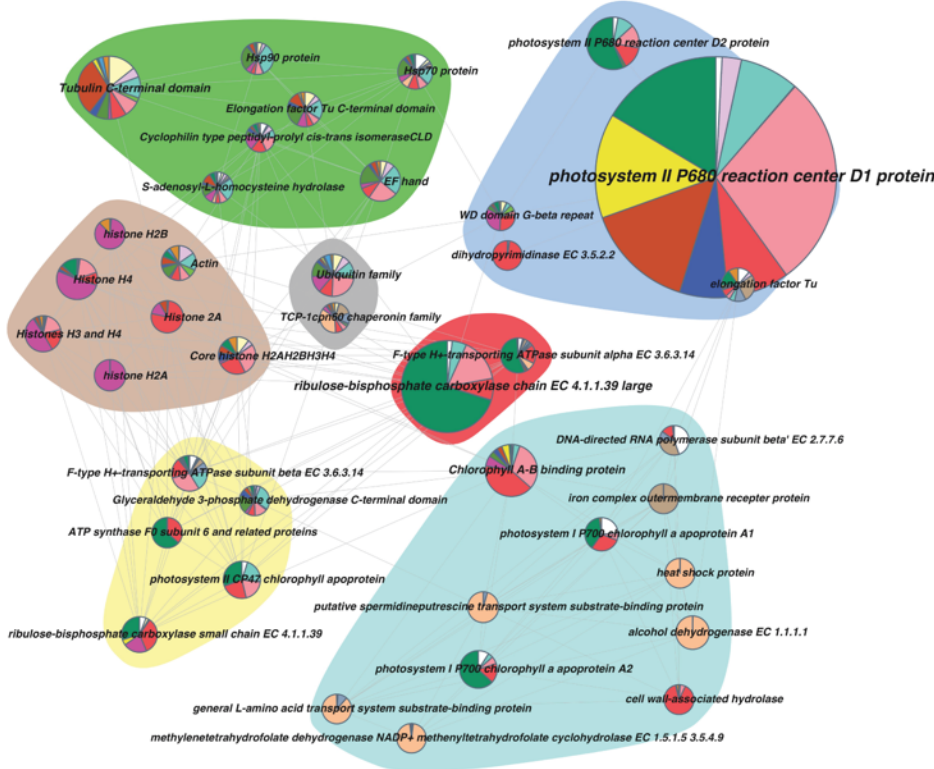 photosystem II P680 reaction center D2 protein
Hsp90 protein
Hsp70 protein
Tubulin C-terminal domain
Elongation factor Tu C-terminal domain
Cyclophilin type peptidyl-prolyl cis-trans isomeraseCLD
photosystem II P680 reaction center D1 protein
S-adenosyl-L-homocysteine hydrolase
EF hand
WD domain G-beta repeat
histone H2B
dihydropyrimidinase EC 3.5.2.2
Actin
Histone H4
Ubiquitin family
elongation factor Tu
Histone 2A
TCP-1cpn60 chaperonin family
Histones H3 and H4
Core histone H2AH2BH3H4
F-type H+-transporting ATPase subunit alpha EC 3.6.3.14
histone H2A
ribulose-bisphosphate carboxylase chain EC 4.1.1.39 large
DNA-directed RNA polymerase subunit beta' EC 2.7.7.6
F-type H+-transporting ATPase subunit beta EC 3.6.3.14
Chlorophyll A-B binding protein
Glyceraldehyde 3-phosphate dehydrogenase C-terminal domain
iron complex outermembrane recepter protein
ATP synthase F0 subunit 6 and related proteins
photosystem I P700 chlorophyll a apoprotein A1
heat shock protein
photosystem II CP47 chlorophyll apoprotein
putative spermidineputrescine transport system substrate-binding protein
ribulose-bisphosphate carboxylase small chain EC 4.1.1.39
alcohol dehydrogenase EC 1.1.1.1
photosystem I P700 chlorophyll a apoprotein A2
cell wall-associated hydrolase
general L-amino acid transport system substrate-binding protein
methylenetetrahydrofolate dehydrogenase NADP+ methenyltetrahydrofolate cyclohydrolase EC 1.5.1.5 3.5.4.9